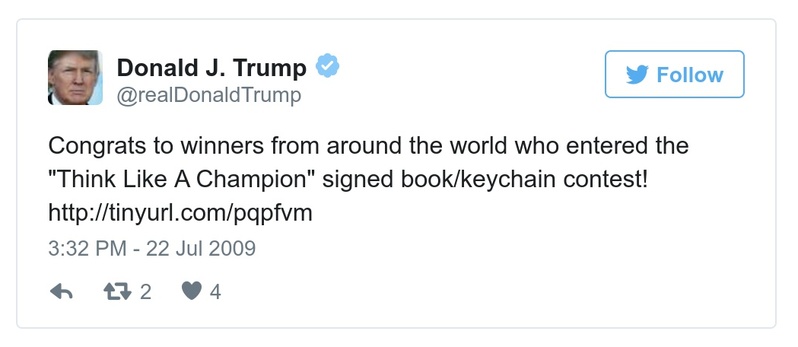 Donald J. Trump
@realDonaldTrump
Follow
Congrats to winners from around the world who entered the
"Think Like A Champion" signed book/keychain contest!
http://tinyurl.com/pqpfvm
3:32 PM - 22 Jul 2009
2 4